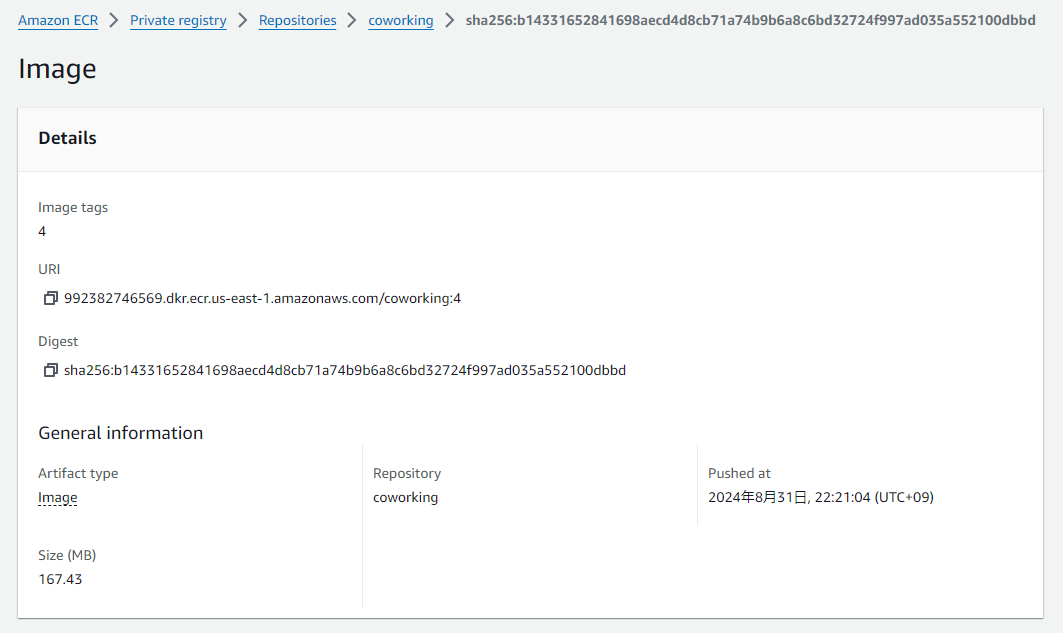 Amazon ECR > Private registry > Repositories > coworking > sha256:b14331652841698aecd4d8cb71a74b9b6a8c6bd32724f997ad035a552100dbbd
Image
Details
Image tags
4
URI
992382746569.dkr.ecr.us-east-1.amazonaws.com/coworking:4
Digest
sha256:b14331652841698aecd4d8cb71a74b9b6a8c6bd32724f997ad035a552100dbbd
General information
Artifact type
Image
Repository
coworking
Pushed at
2024年8月31日, 22:21:04 (UTC+09)
Size (MB)
167.43